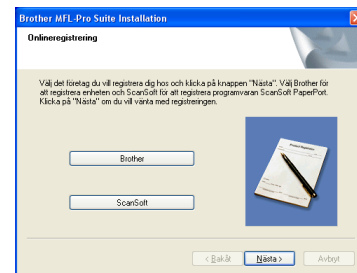 Brother MFL-Pro Suite Installation
Onlineregistrering
Välj det företag du vill registrera dig hos och klicka på knappen "Nästa". Välj Brother för
att registrera enheten och ScanSoft för att registrera programvaran ScanSoft PaperPort.
Klicka på "Nästa" om du vill vänta med registreringen.
Brother
ScanSoft
< Bakåt Nästa > Avbryt